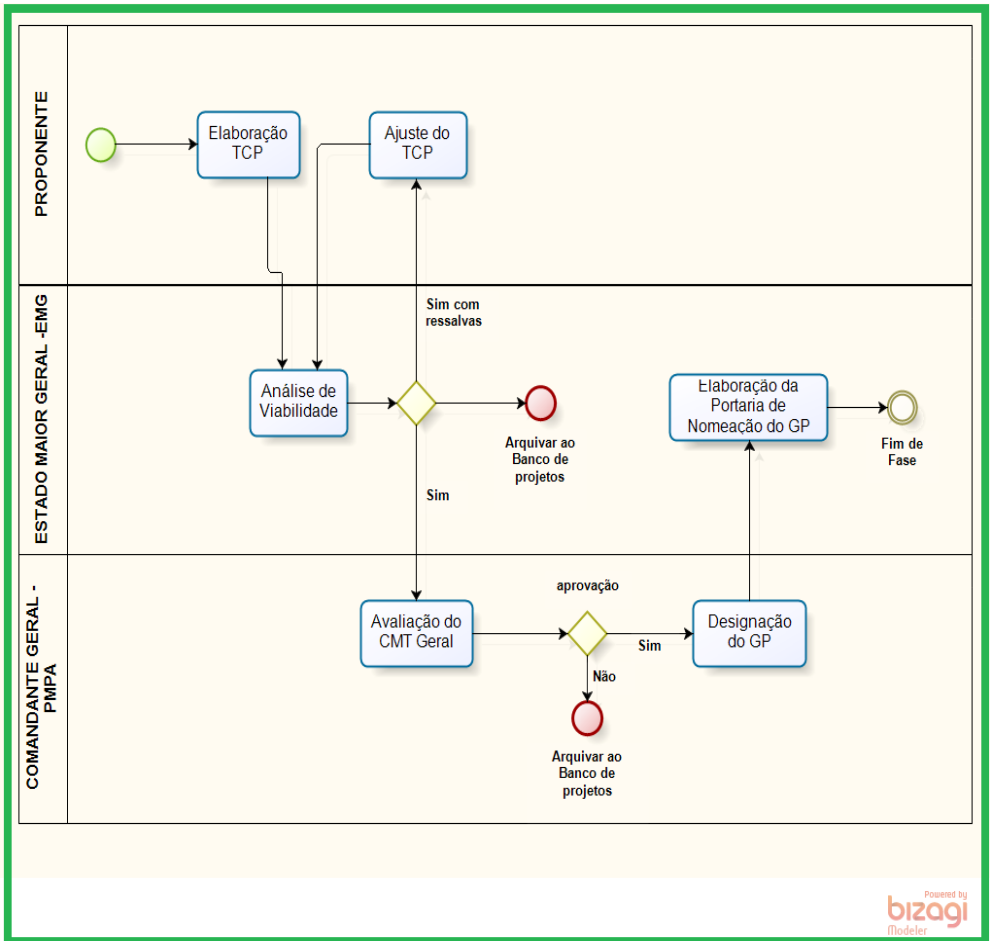 PROPONENTE
Elaboração
TCP
Ajuste do
TCP
ESTADO MAIOR GERAL -EMG
Sim com
ressalvas
Análise de
Viabilidade
Arquivar ao
Banco de
projetos
Elaboração da
Portaria de
Nomeação do GP
Fim de
Fase
Sim
COMANDANTE GERAL -
PMPA
Avaliação do
CMT Geral
aprovação
Sim
Designação
do GP
Não
Arquivar ao
Banco de
projetos
Powered by
bizagi
Modeler